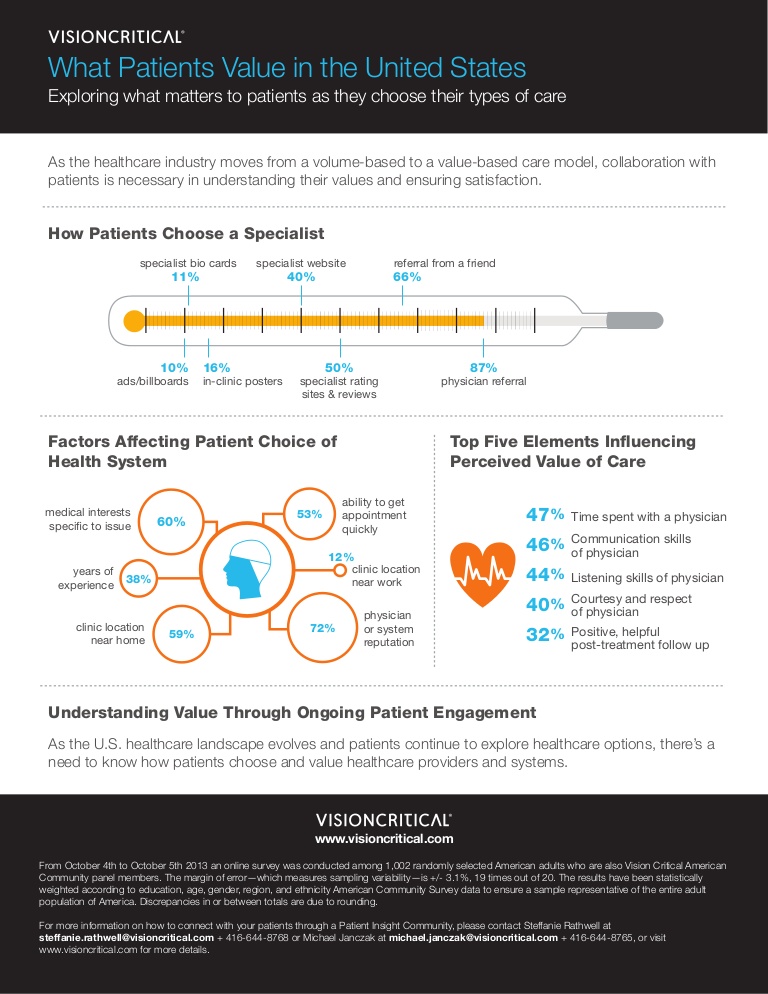 VISIONCRITICAL®
What Patients Value in the United States
Exploring what matters to patients as they choose their types of care
As the healthcare industry moves from a volume-based to a value-based care model, collaboration with
patients is necessary in understanding their values and ensuring satisfaction.
How Patients Choose a Specialist
specialist bio cards
11%
specialist website
40%
referral from a friend
66%
10%
ads/billboards
16%
in-clinic posters
50%
specialist rating
sites & reviews
87%
physician referral
Factors Affecting Patient Choice of
Health System
medical interests
specific to issue
60%
53%
ability to get
appointment
quickly
years of
experience
38%
12%
clinic location
near work
clinic location
near home
59%
72%
physician
or system
reputation
Top Five Elements Influencing
Perceived Value of Care
47% Time spent with a physician
46% Communication skills
of physician
44% Listening skills of physician
40% Courtesy and respect
of physician
32% Positive, helpful
post-treatment follow up
Understanding Value Through Ongoing Patient Engagement
As the U.S. healthcare landscape evolves and patients continue to explore healthcare options, there's a
need to know how patients choose and value healthcare providers and systems.
VISIONCRITICAL®
www.visioncritical.com
From October 4th to October 5th 2013 an online survey was conducted among 1,002 randomly selected American adults who are also Vision Critical American
Community panel members. The margin of error—which measures sampling variability—is +/- 3.1%, 19 times out of 20. The results have been statistically
weighted according to education, age, gender, region, and ethnicity American Community Survey data to ensure a sample representative of the entire adult
population of America. Discrepancies in or between totals are due to rounding.
For more information on how to connect with your patients through a Patient Insight Community, please contact Steffanie Rathwell at
steffanie.rathwell@visioncritical.com + 416-644-8768 or Michael Janczak at michael.janczak@visioncritical.com + 416-644-8765, or visit
www.visioncritical.com for more details.